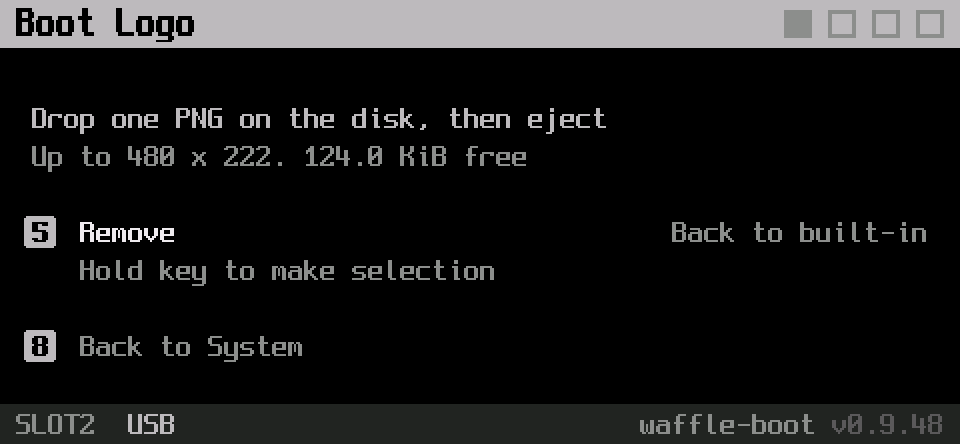 Boot Logo
Drop one PNG on the disk, then eject
Up to 480 x 222. 124.0 KiB free
5 Remove Back to built-in
Hold key to make selection
8 Back to System
SLOT2 USB waffle-boot v0.9.48